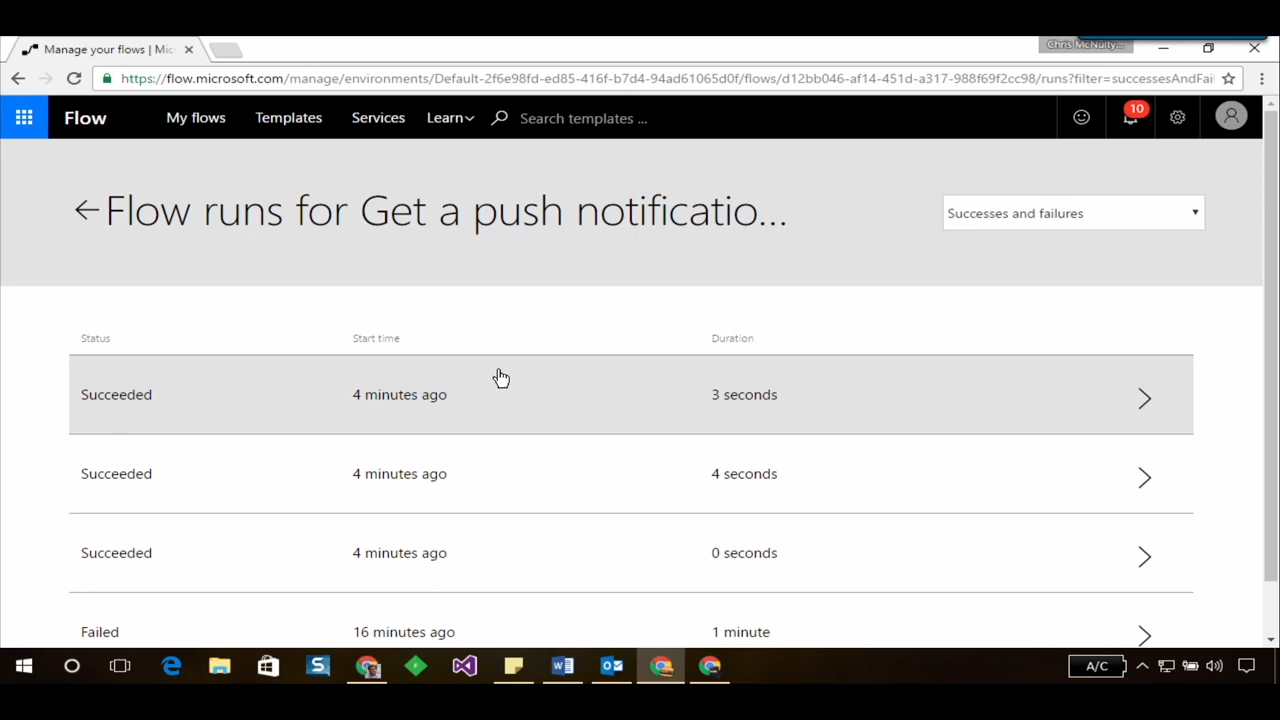 Manage your flows | Mic
Chris McNulty...
https://flow.microsoft.com/manage/environments/Default-2f6e98fd-ed85-416f-b7d4-94ad61065d0f/flows/d12bb046-af14-451d-a317-988f69f2cc98/runs?filter=successesAndFai
Flow My flows Templates Services Learn Search templates ... 10
Flow runs for Get a push notificatio...
Successes and failures
Status Start time Duration
Succeeded 4 minutes ago 3 seconds
Succeeded 4 minutes ago 4 seconds
Succeeded 4 minutes ago 0 seconds
Failed 16 minutes ago 1 minute
A/C